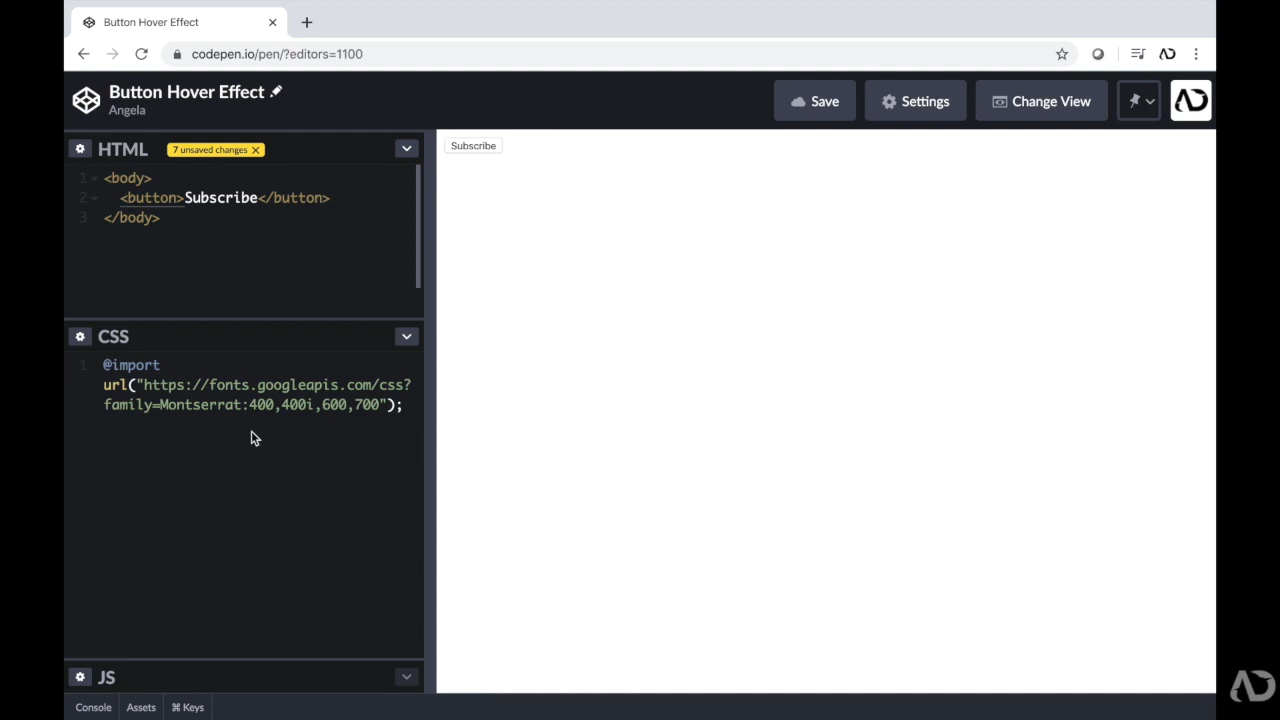 Button Hover Effect
codepen.io/pen/?editors=1100
Button Hover Effect
Angela
Save
Settings
Change View
HTML
7 unsaved changes
1 <body>
2 <button>Subscribe</button>
3 </body>
Subscribe
CSS
1 @import
url("https://fonts.googleapis.com/css?
family=Montserrat:400,400i,600,700");
JS
Console
Assets
⌘ Keys